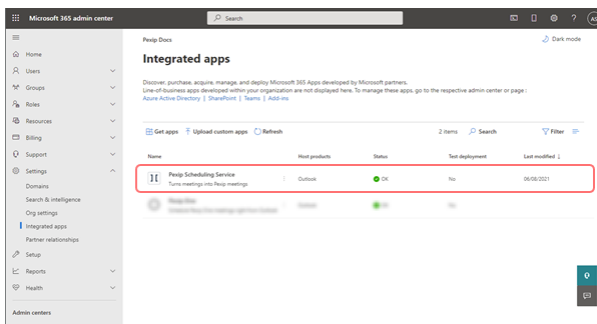 Microsoft 365 admin center
Search
Pexip Docs
Dark mode
Home
Users
Groups
Roles
Resources
Billing
Support
Settings
Domains
Search & intelligence
Org settings
Integrated apps
Partner relationships
Setup
Reports
Health
Admin centers
Integrated apps
Discover, purchase, acquire, manage, and deploy Microsoft 365 Apps developed by Microsoft partners.
Line-of-business apps developed within your organization are not displayed here. To manage these apps, go to the respective admin center or page :
Azure Active Directory | SharePoint | Teams | Add-ins
Get apps Upload custom apps Refresh 2 items Search Filter
Name Host products Status Test deployment Last modified ↓
Pexip Scheduling Service
Turns meetings into Pexip meetings
Outlook OK No 06/08/2021